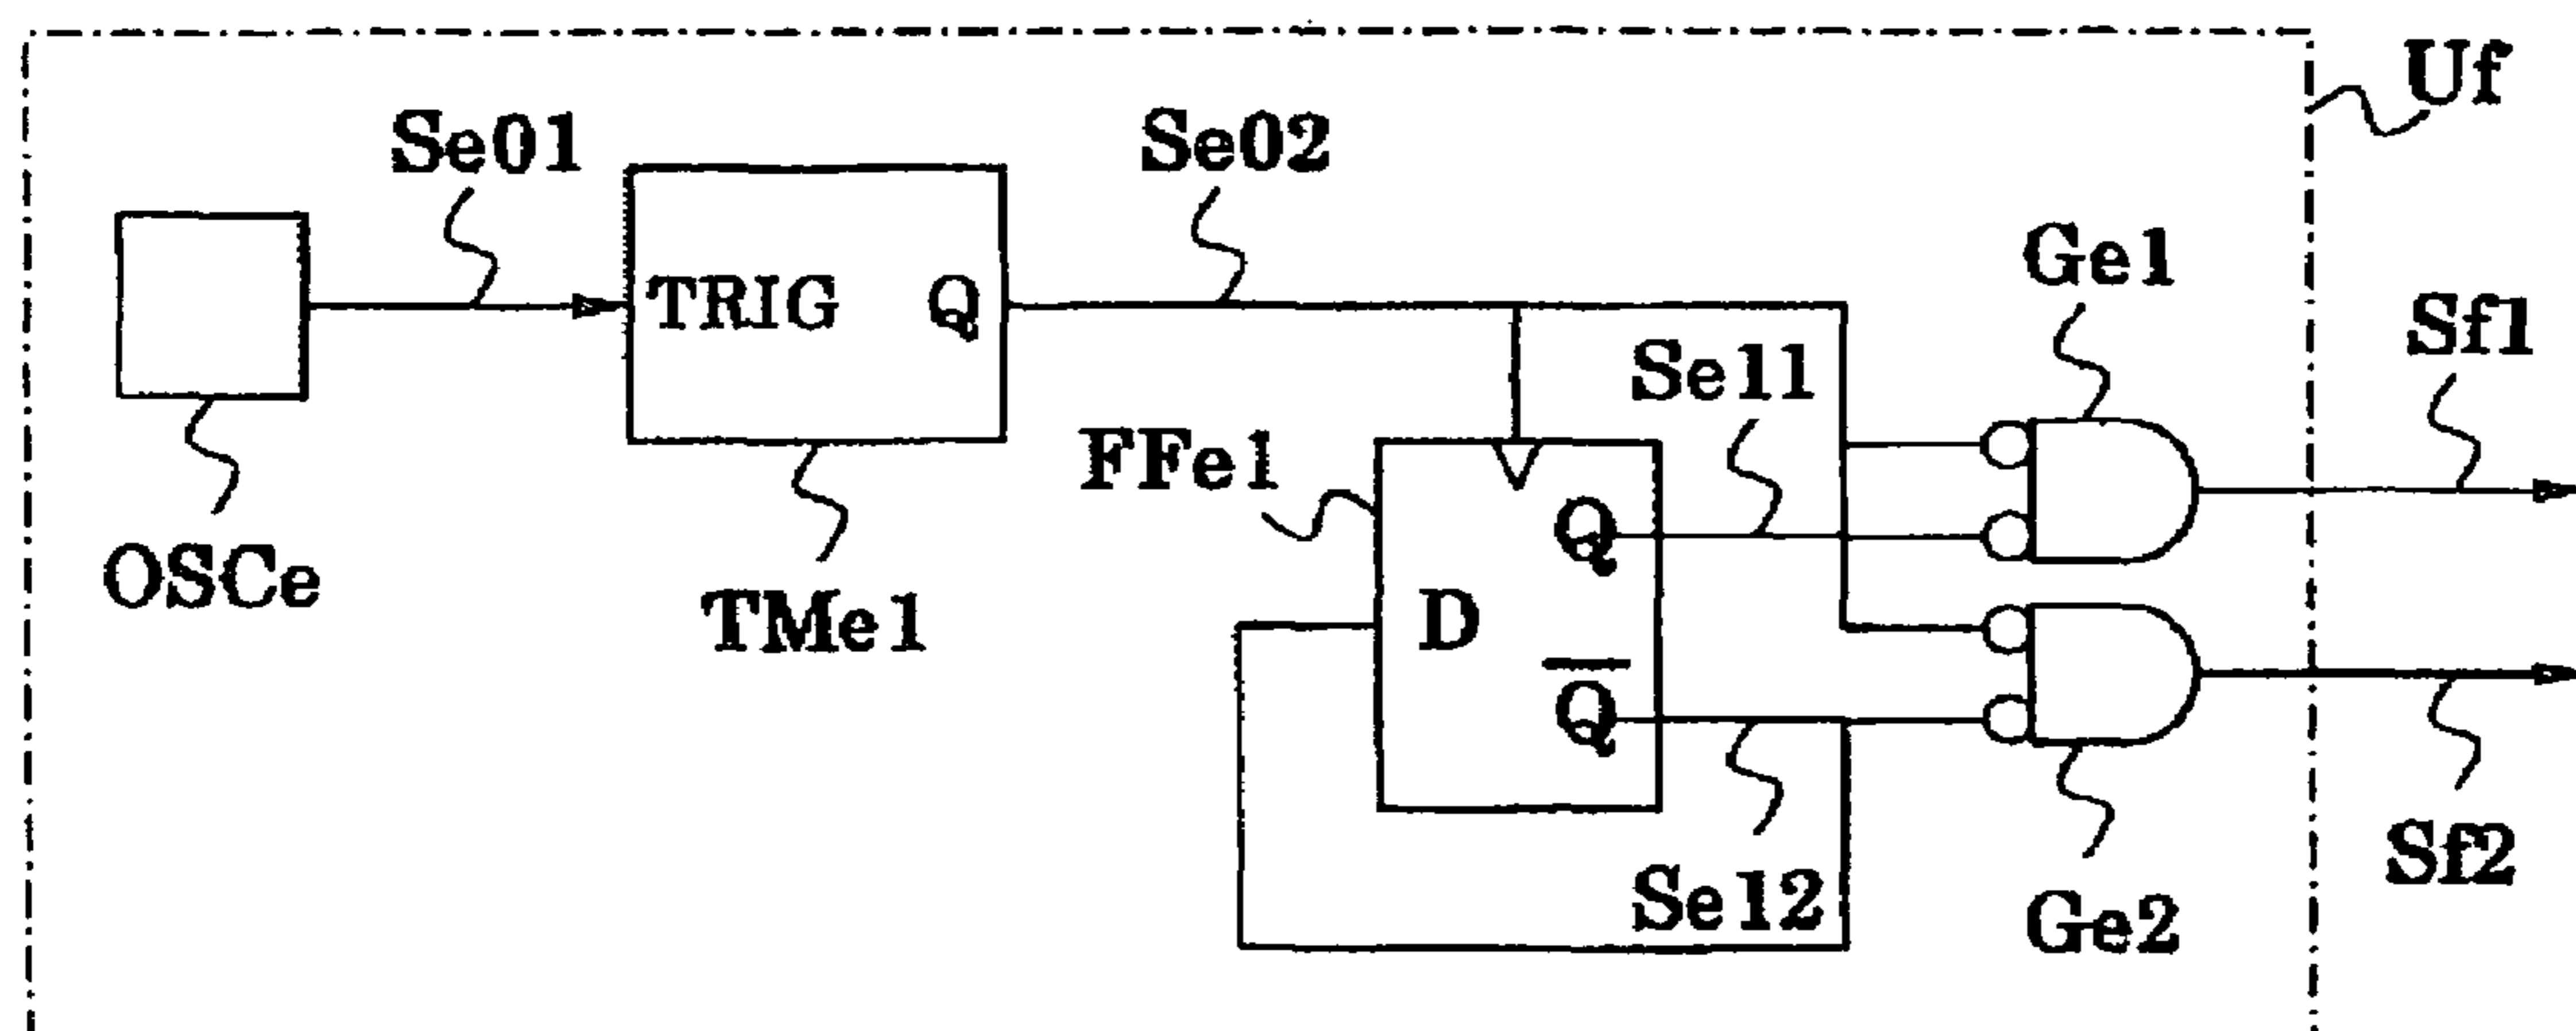 Uf
Se01
Se02
Ge1
TRIG
Q
Sf1
Se11
FFe1
Q
OSCe
TMe1
D
Q̅
Sf2
Se12
Ge2